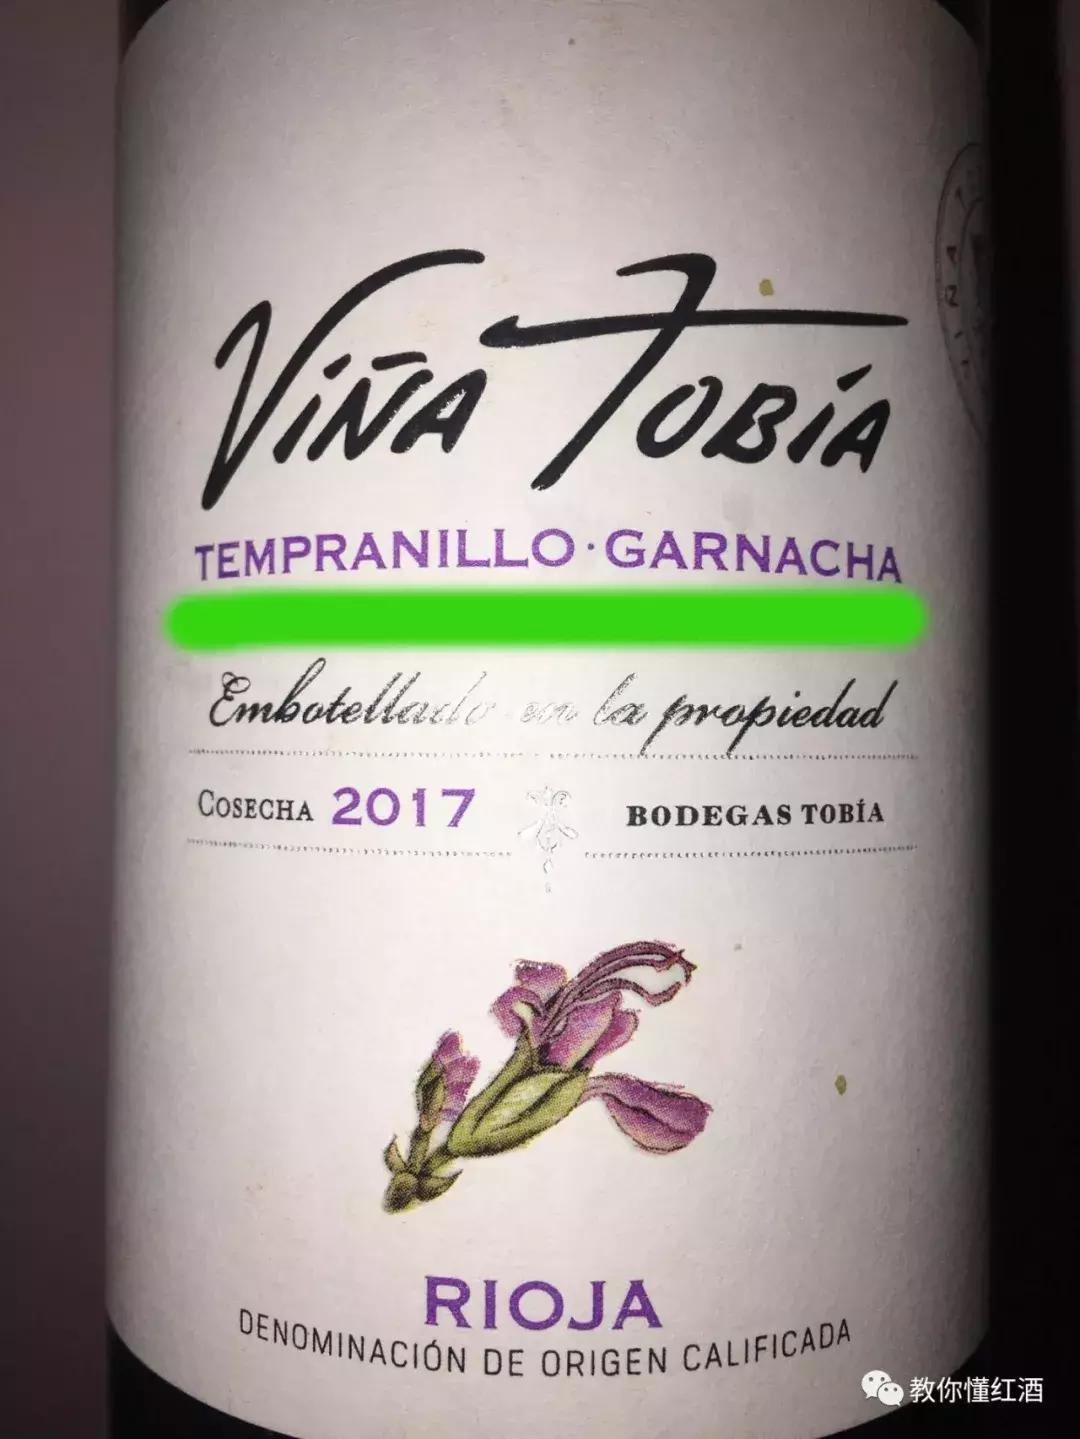 VIÑA TOBÍA
TEMPRANILLO · GARNACHA
Embotellado en la propiedad
COSECHA 2017
BODEGAS TOBÍA
RIOJA
DENOMINACIÓN DE ORIGEN CALIFICADA
教你懂红酒